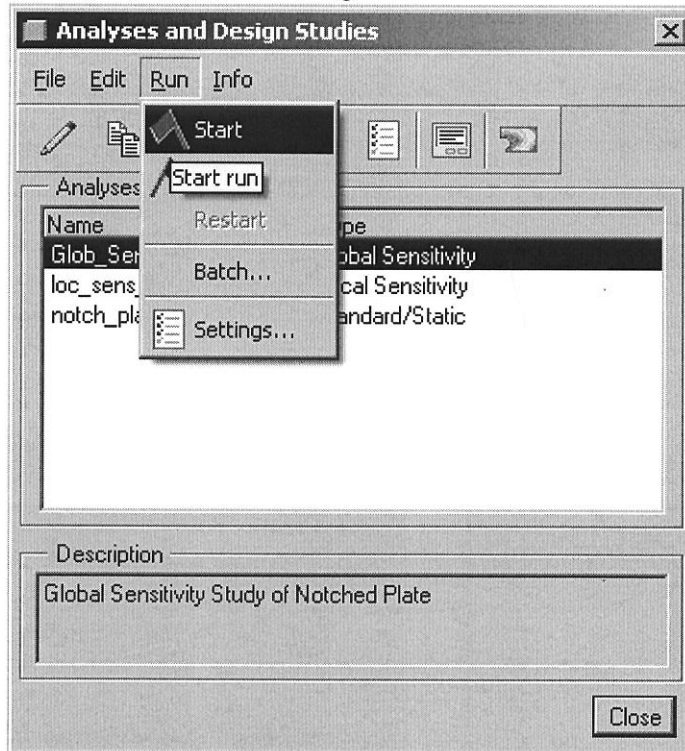 Analyses and Design Studies
File Edit Run Info
Start
Start run
Analyses
Restart
Name
Glob_Ser
obal Sensitivity
Batch...
loc_sens_
cal Sensitivity
notch_pla
andard/Static
Settings...
Description
Global Sensitivity Study of Notched Plate
Close